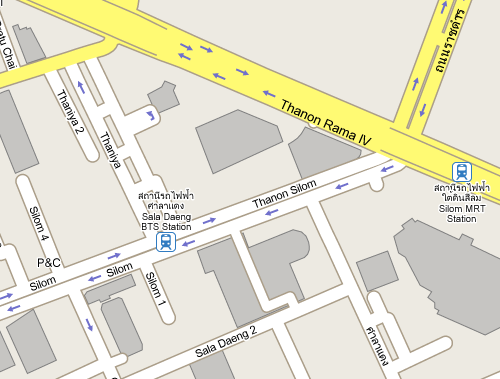 ถนนราชดำริ
Thanon Rama IV
Thaniya 2
Thaniya
สถานีรถไฟฟ้า
ศาลาแดง
Sala Daeng
BTS Station
Thanon Silom
สถานีรถไฟฟ้า
ใต้ดินสีลม
Silom MRT
Station
Silom 4
P&C
Silom
Silom
Silom 1
Sala Daeng 2
ศาลาแดง